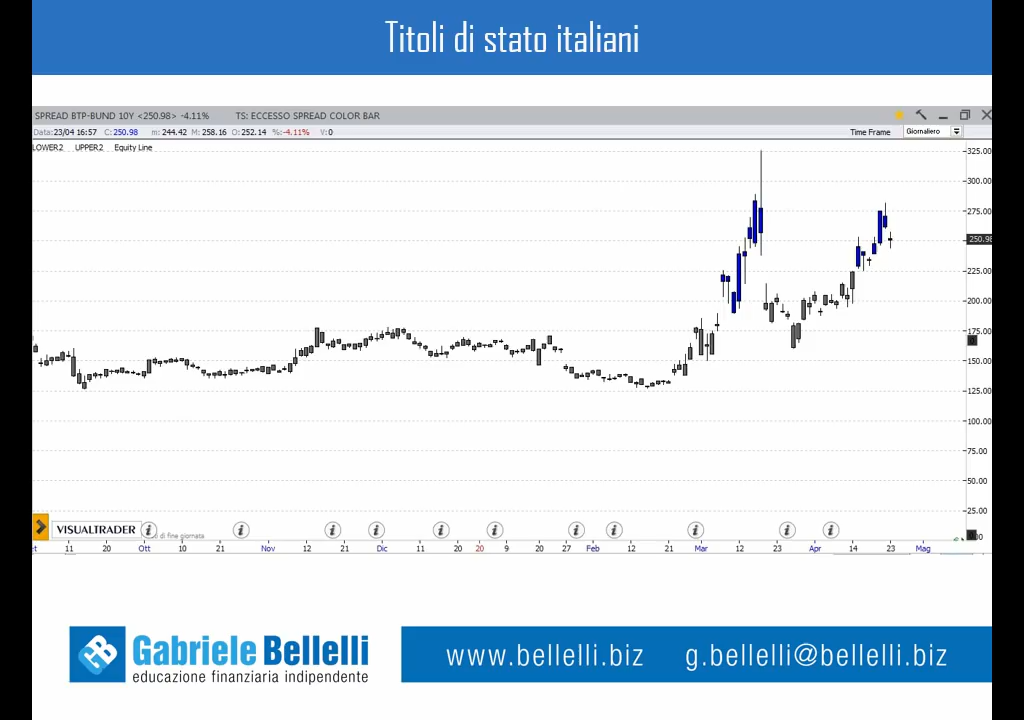 Titoli di stato italiani
SPREAD BTP-BUND 10Y <250.98> -4.11% TS: ECCESSO SPREAD COLOR BAR
Data:23/04 16:57 C: 250.98 m: 244.42 M: 258.16 O: 252.14 %:-4.11% V:0 Time Frame Giornaliero
LOWER2 UPPER2 Equity Line
325.00
300.00
275.00
250.98
225.00
200.00
175.00
150.00
125.00
100.00
75.00
50.00
25.00
VISUALTRADER
di fine giornata
11 20 Ott 10 21 Nov 12 21 Dic 11 20 20 9 20 27 Feb 12 21 Mar 12 23 Apr 14 23 Mag
GB Gabriele Bellelli
educazione finanziaria indipendente
www.bellelli.biz g.bellelli@bellelli.biz